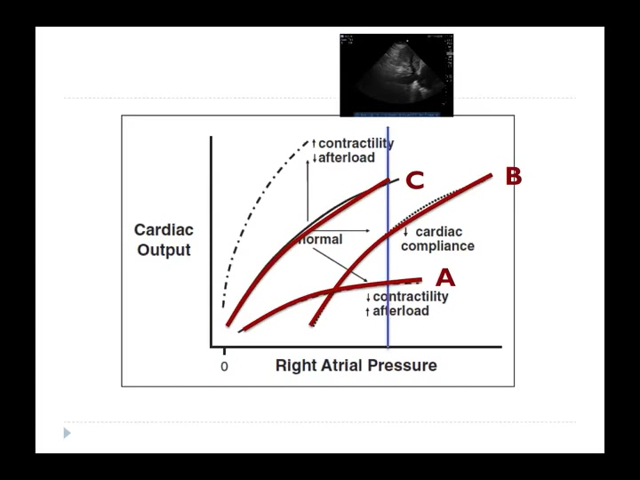 ↑ contractility
↓ afterload
C
B
Cardiac
Output
normal
↓ cardiac
compliance
A
↓ contractility
↑ afterload
0
Right Atrial Pressure